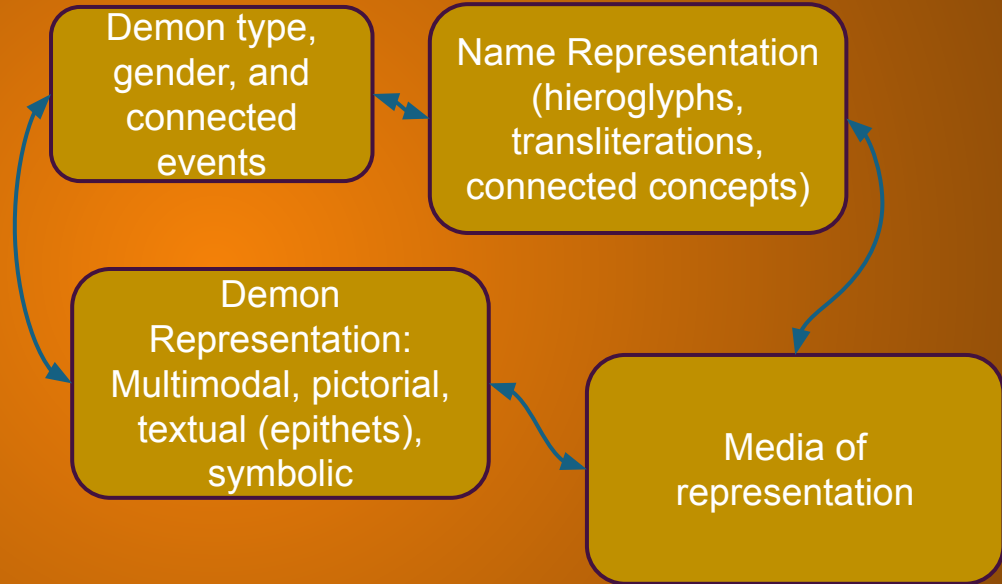 Demon type,
gender, and
connected
events
Name Representation
(hieroglyphs,
transliterations,
connected concepts)
Demon
Representation:
Multimodal, pictorial,
textual (epithets),
symbolic
Media of
representation